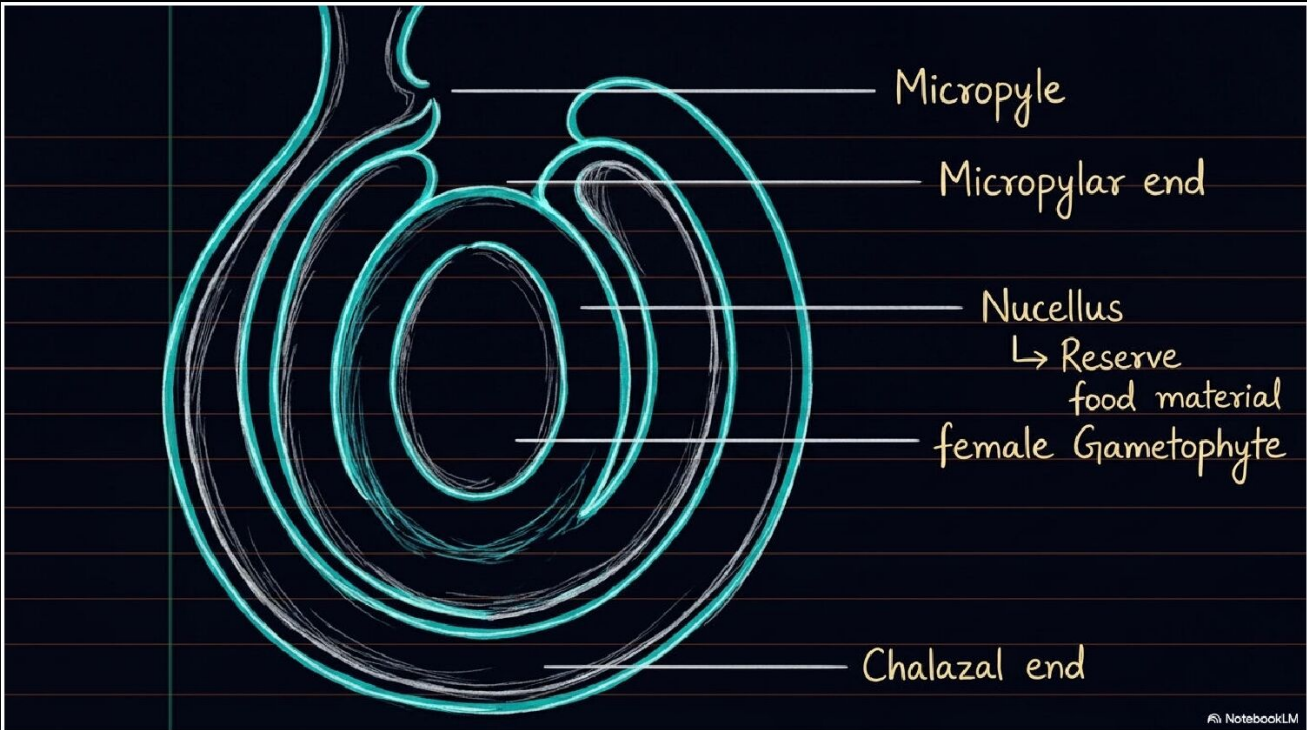 Micropyle
Micropylar end
Nucellus
↳ Reserve
food material
female Gametophyte
Chalazal end
NotebookLM